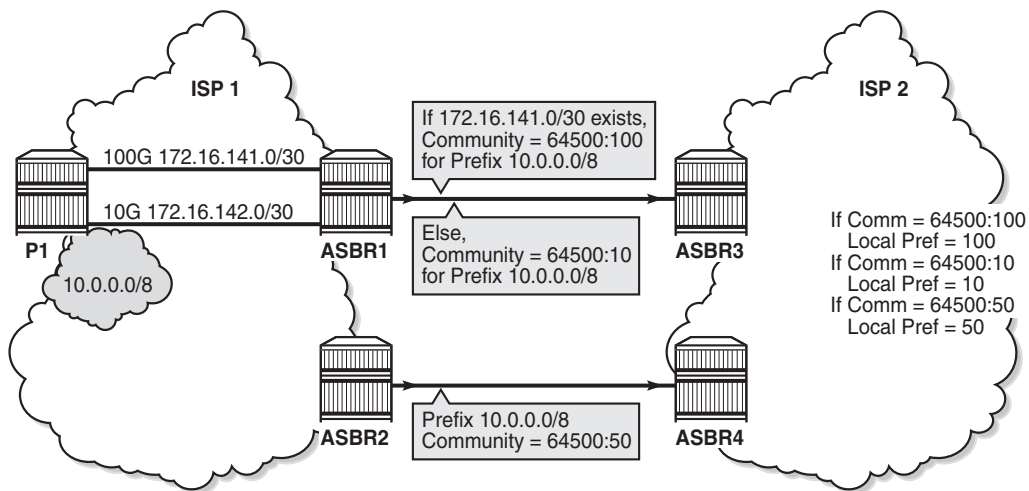 ISP 1
ISP 2
If 172.16.141.0/30 exists,
Community = 64500:100
for Prefix 10.0.0.0/8
100G 172.16.141.0/30
10G 172.16.142.0/30
P1
ASBR1
ASBR3
Else,
Community = 64500:10
for Prefix 10.0.0.0/8
10.0.0.0/8
If Comm = 64500:100
Local Pref = 100
If Comm = 64500:10
Local Pref = 10
If Comm = 64500:50
Local Pref = 50
ASBR2
Prefix 10.0.0.0/8
Community = 64500:50
ASBR4